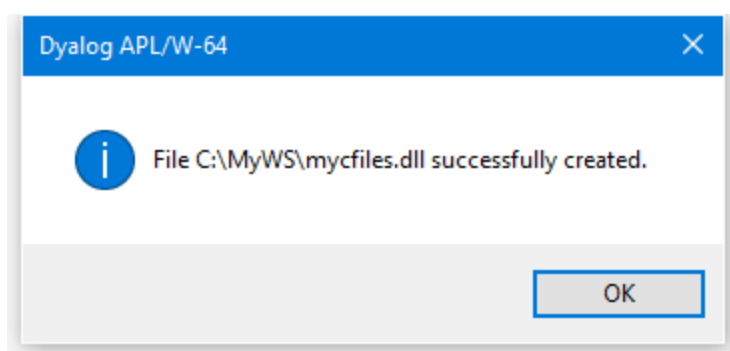 Dyalog APL/W-64
File C:\MyWS\mycfiles.dll successfully created.
OK